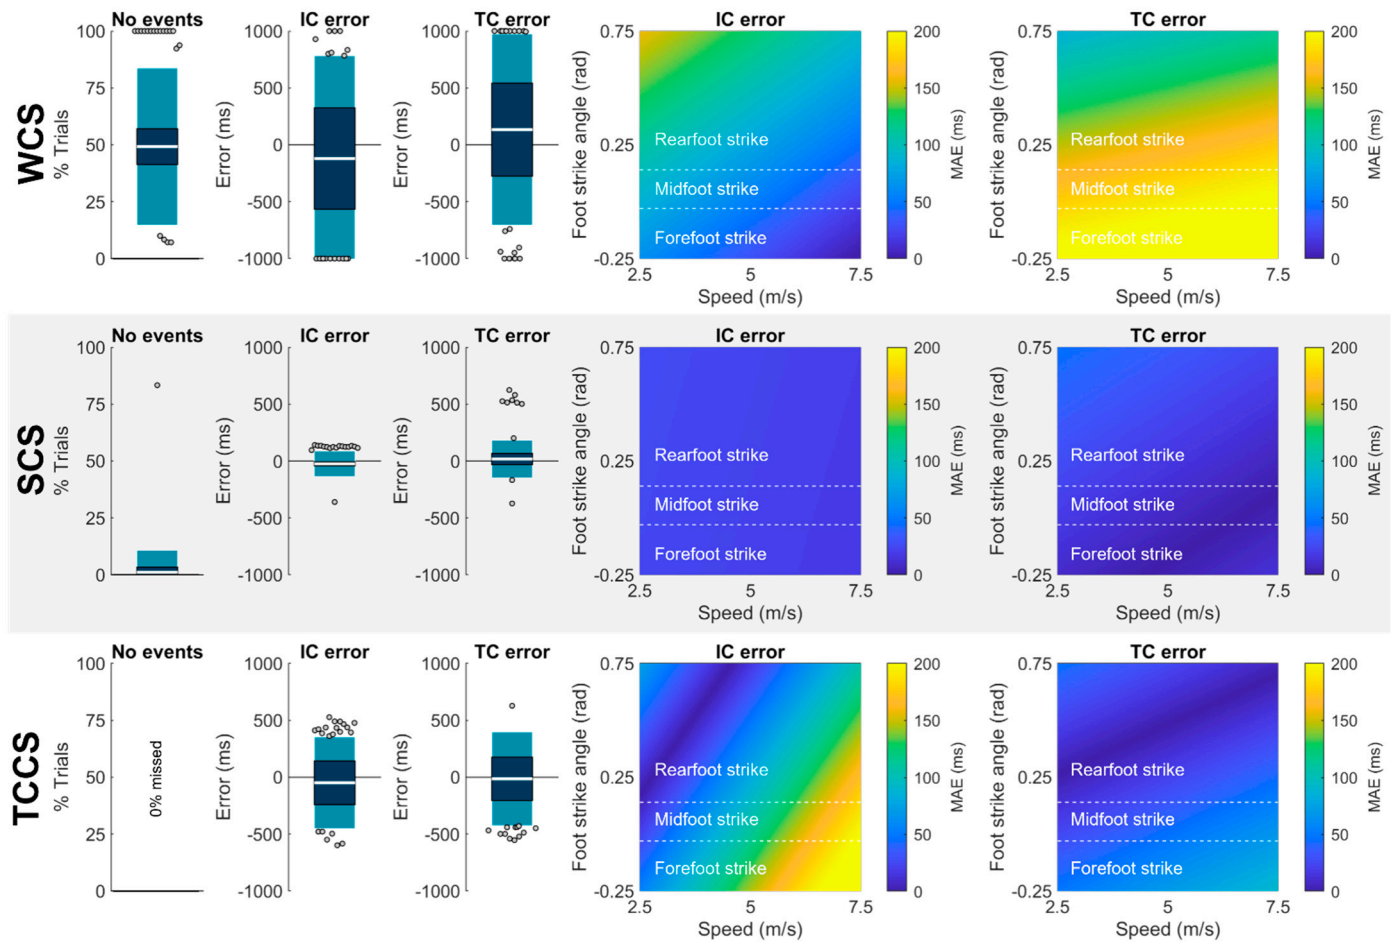 No events
IC error
TC error
IC error
TC error
WCS
% Trials
100
75
50
25
0
Error (ms)
1000
500
0
-500
-1000
Error (ms)
1000
500
0
-500
-1000
Foot strike angle (rad)
0.75
0.25
-0.25
Rearfoot strike
Midfoot strike
Forefoot strike
2.5
5
7.5
Speed (m/s)
200
150
100
50
0
MAE (ms)
Foot strike angle (rad)
0.75
0.25
-0.25
Rearfoot strike
Midfoot strike
Forefoot strike
2.5
5
7.5
Speed (m/s)
200
150
100
50
0
MAE (ms)
No events
IC error
TC error
IC error
TC error
SCS
% Trials
100
75
50
25
0
Error (ms)
1000
500
0
-500
-1000
Error (ms)
1000
500
0
-500
-1000
Foot strike angle (rad)
0.75
0.25
-0.25
Rearfoot strike
Midfoot strike
Forefoot strike
2.5
5
7.5
Speed (m/s)
200
150
100
50
0
MAE (ms)
Foot strike angle (rad)
0.75
0.25
-0.25
Rearfoot strike
Midfoot strike
Forefoot strike
2.5
5
7.5
Speed (m/s)
200
150
100
50
0
MAE (ms)
No events
IC error
TC error
IC error
TC error
TCCS
% Trials
100
75
50
25
0
0% missed
Error (ms)
1000
500
0
-500
-1000
Error (ms)
1000
500
0
-500
-1000
Foot strike angle (rad)
0.75
0.25
-0.25
Rearfoot strike
Midfoot strike
Forefoot strike
2.5
5
7.5
Speed (m/s)
200
150
100
50
0
MAE (ms)
Foot strike angle (rad)
0.75
0.25
-0.25
Rearfoot strike
Midfoot strike
Forefoot strike
2.5
5
7.5
Speed (m/s)
200
150
100
50
0
MAE (ms)